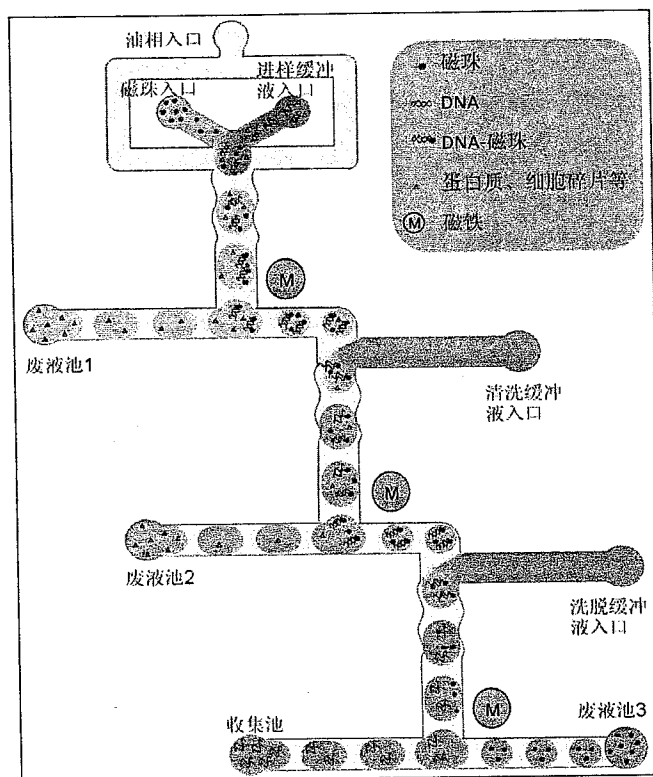 油相入口
进样缓冲
液入口
磁珠入口
磁珠
DNA
DNA-磁珠
蛋白质、细胞碎片等
M 磁铁
M
废液池1
清洗缓冲
液入口
M
废液池2
洗脱缓冲
液入口
M
收集池
废液池3